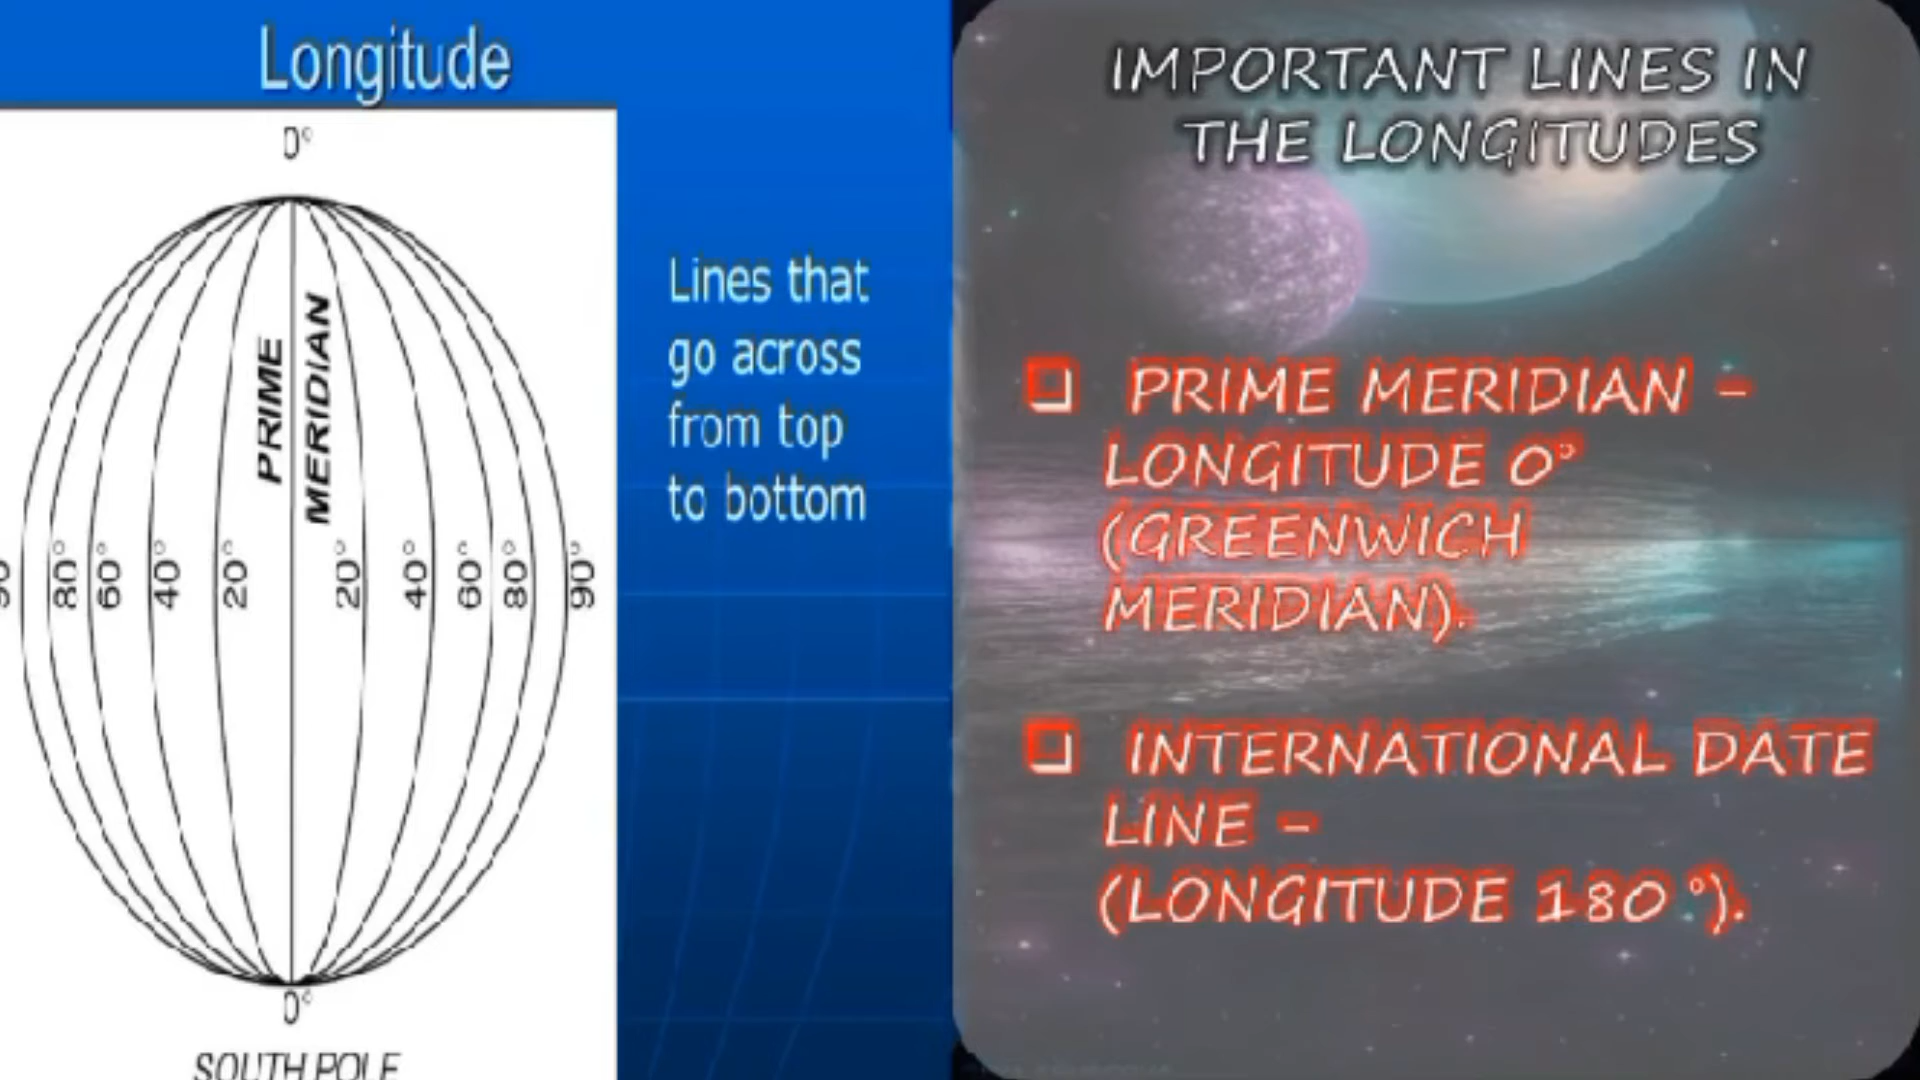 Longitude
0°
PRIME
MERIDIAN
80°
60°
40°
20°
20°
40°
60°
80°
90°
0°
SOUTH POLE
Lines that
go across
from top
to bottom
IMPORTANT LINES IN
THE LONGITUDES
PRIME MERIDIAN –
LONGITUDE 0°
(GREENWICH
MERIDIAN).
INTERNATIONAL DATE
LINE –
(LONGITUDE 180 °).